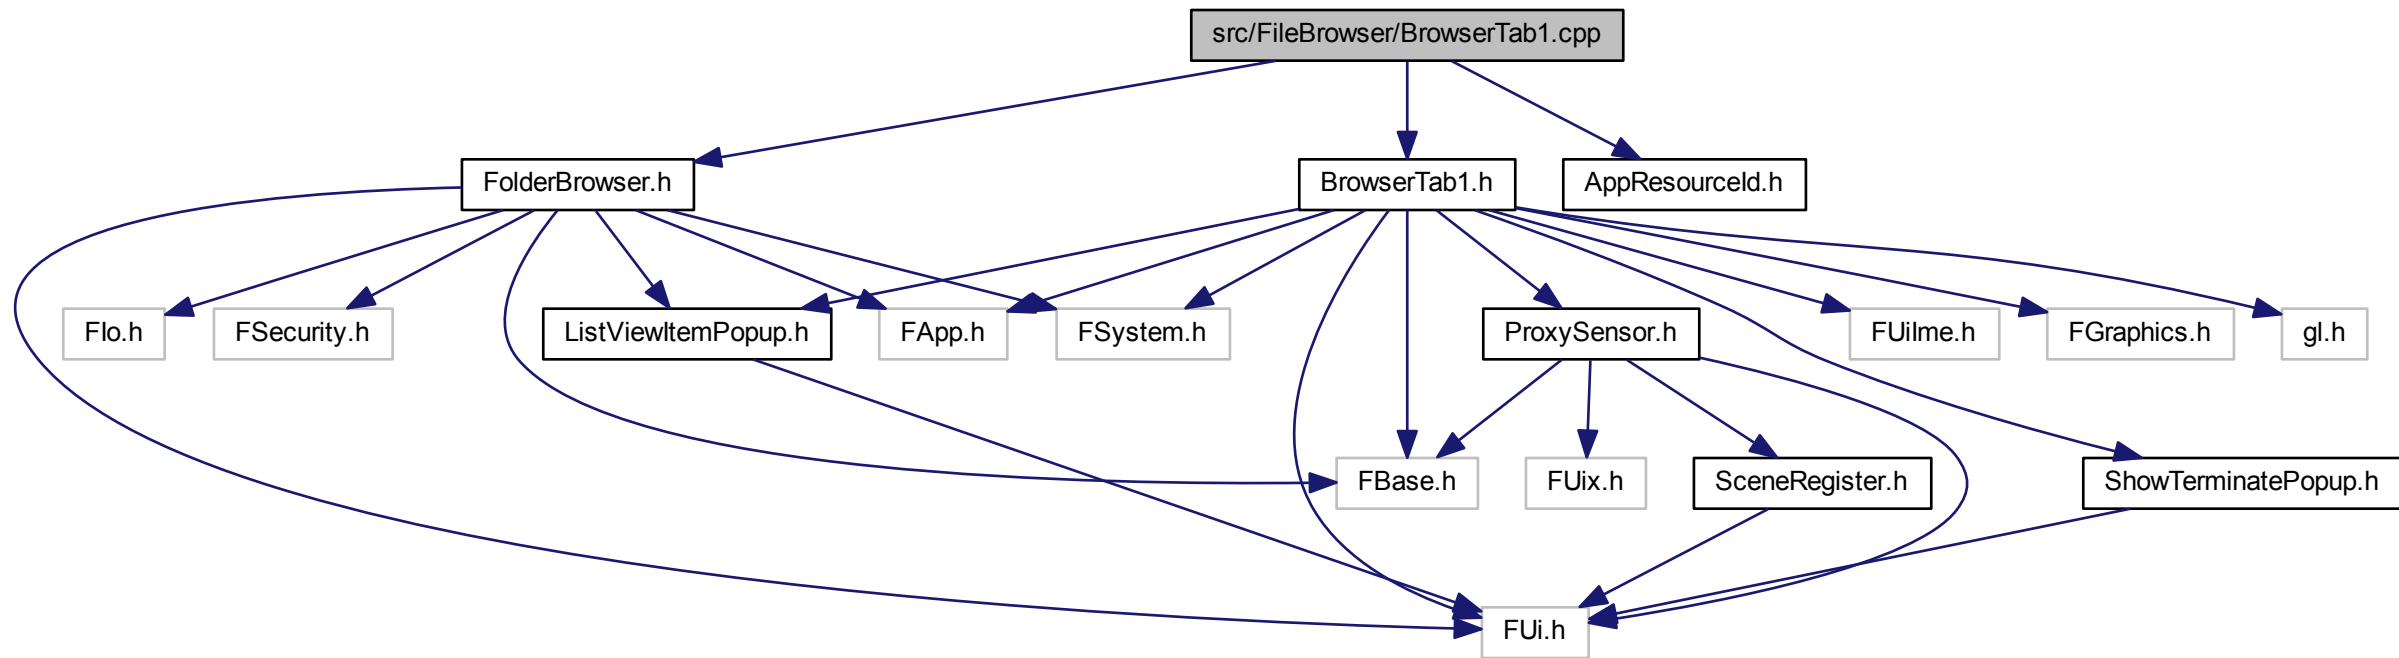 src/FileBrowser/BrowserTab1.cpp
FolderBrowser.h
BrowserTab1.h
AppResourceId.h
FIo.h
FSecurity.h
ListViewItemPopup.h
FApp.h
FSystem.h
ProxySensor.h
FUiIme.h
FGraphics.h
gl.h
FBase.h
FUix.h
SceneRegister.h
ShowTerminatePopup.h
FUi.h